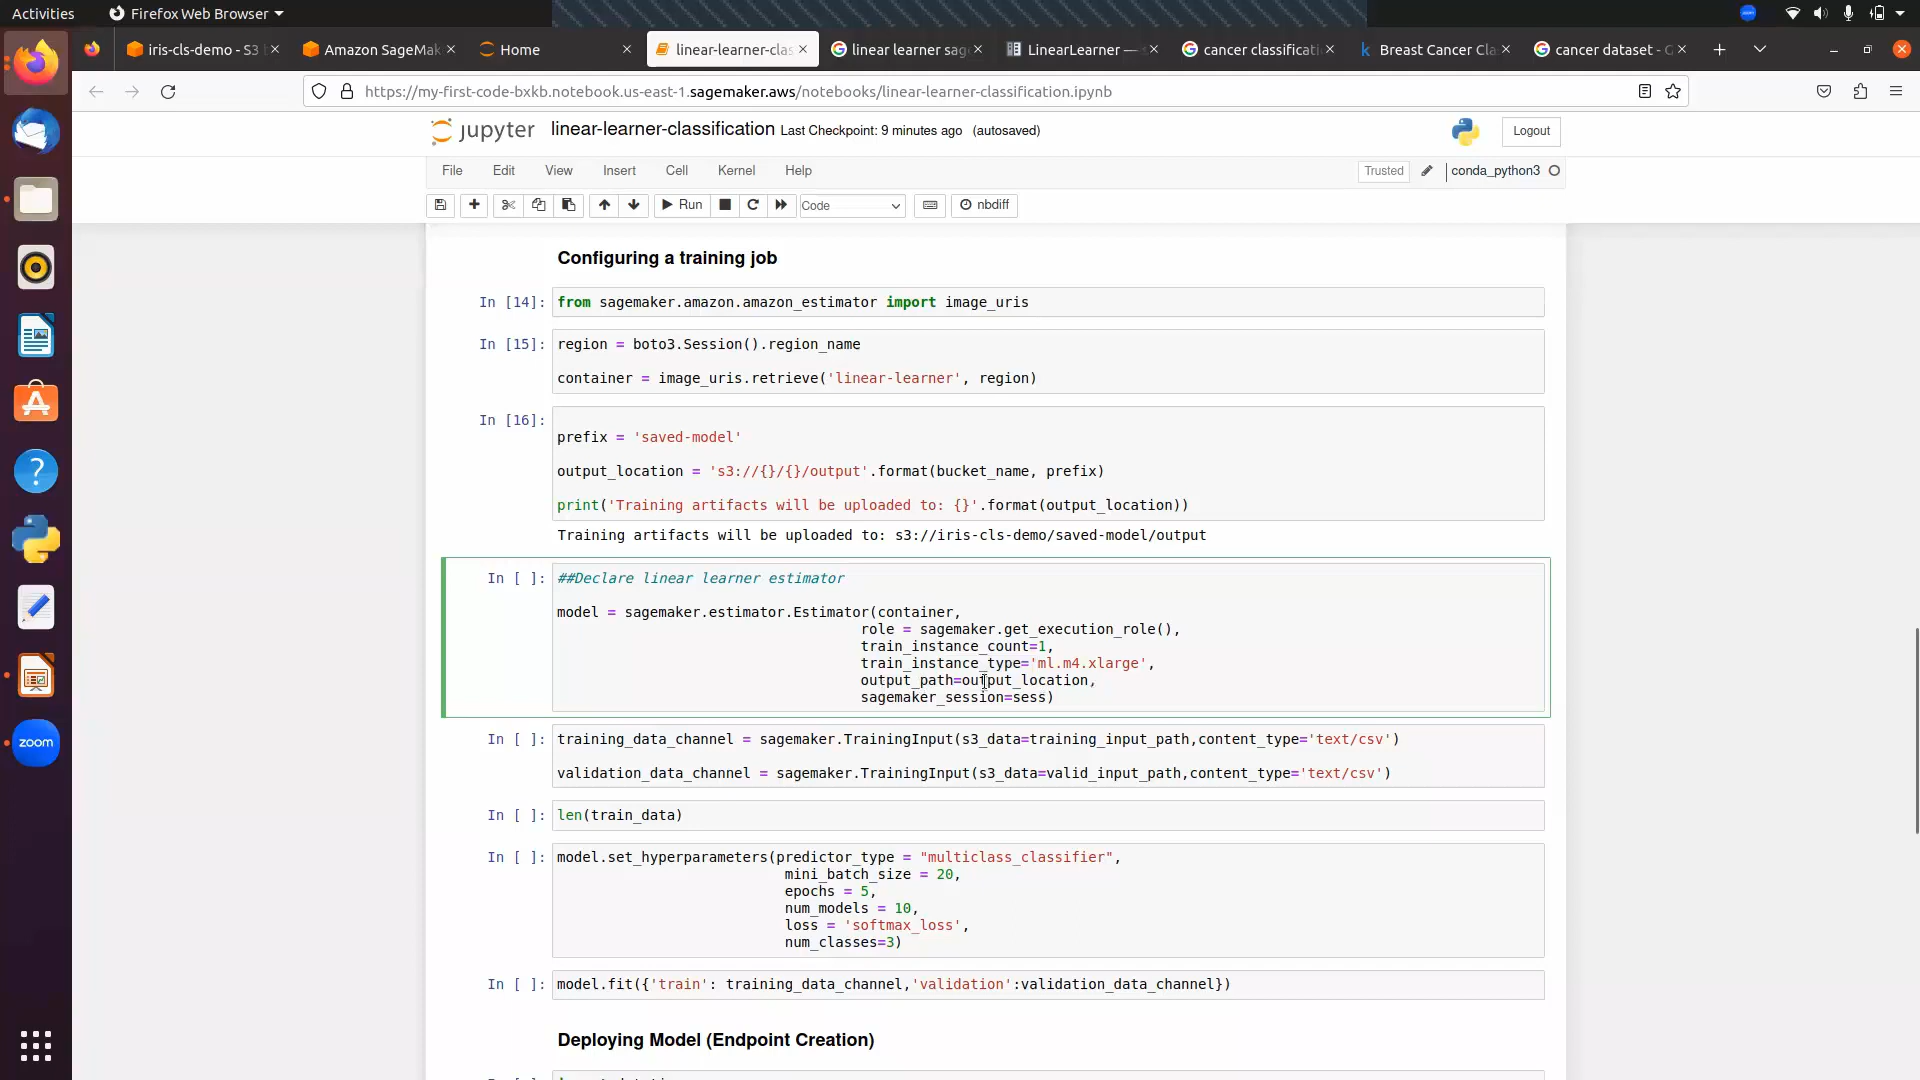 Activities
Firefox Web Browser
iris-cls-demo - S3 b
Amazon SageMak
Home
linear-learner-clas
linear learner sag
LinearLearner —
cancer classificati
Breast Cancer Cla
cancer dataset - G
https://my-first-code-bxkb.notebook.us-east-1.sagemaker.aws/notebooks/linear-learner-classification.ipynb
jupyter linear-learner-classification Last Checkpoint: 9 minutes ago (autosaved)
Logout
File Edit View Insert Cell Kernel Help
Trusted
conda_python3
Run
Code
nbdiff
Configuring a training job
In [14]: from sagemaker.amazon.amazon_estimator import image_uris
In [15]: region = boto3.Session().region_name
container = image_uris.retrieve('linear-learner', region)
In [16]:
prefix = 'saved-model'
output_location = 's3://{}/{}/output'.format(bucket_name, prefix)
print('Training artifacts will be uploaded to: {}'.format(output_location))
Training artifacts will be uploaded to: s3://iris-cls-demo/saved-model/output
In [ ]: ##Declare linear learner estimator
model = sagemaker.estimator.Estimator(container,
role = sagemaker.get_execution_role(),
train_instance_count=1,
train_instance_type='ml.m4.xlarge',
output_path=output_location,
sagemaker_session=sess)
In [ ]: training_data_channel = sagemaker.TrainingInput(s3_data=training_input_path,content_type='text/csv')
validation_data_channel = sagemaker.TrainingInput(s3_data=valid_input_path,content_type='text/csv')
In [ ]: len(train_data)
In [ ]: model.set_hyperparameters(predictor_type = "multiclass_classifier",
mini_batch_size = 20,
epochs = 5,
num_models = 10,
loss = 'softmax_loss',
num_classes=3)
In [ ]: model.fit({'train': training_data_channel,'validation':validation_data_channel})
Deploying Model (Endpoint Creation)
zoom